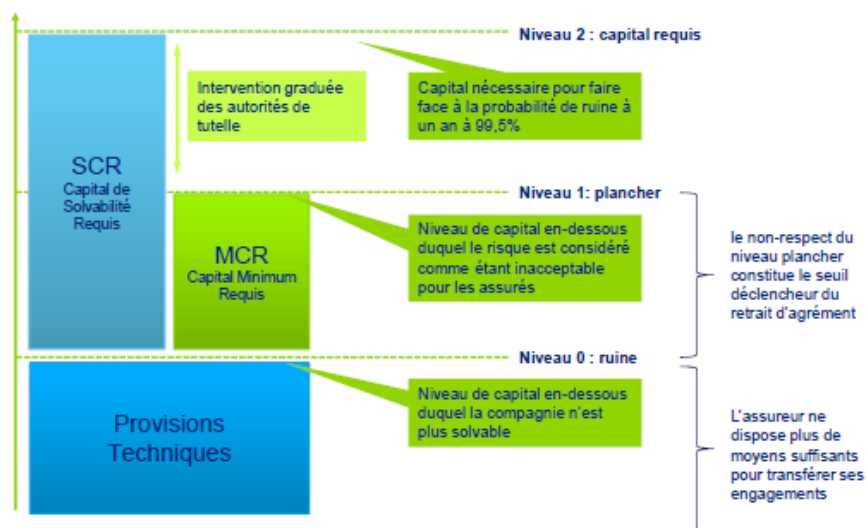 Niveau 2 : capital requis
Intervention graduée
des autorités de
tutelle
Capital nécessaire pour faire
face à la probabilité de ruine à
un an à 99,5%
SCR
Capital de
Solvabilité
Requis
Niveau 1: plancher
MCR
Capital Minimum
Requis
Niveau de capital en-dessous
duquel le risque est considéré
comme étant inacceptable
pour les assurés
le non-respect du
niveau plancher
constitue le seuil
déclencheur du
retrait d'agrément
Niveau 0 : ruine
Provisions
Techniques
Niveau de capital en-dessous
duquel la compagnie n'est
plus solvable
L'assureur ne
dispose plus de
moyens suffisants
pour transférer ses
engagements